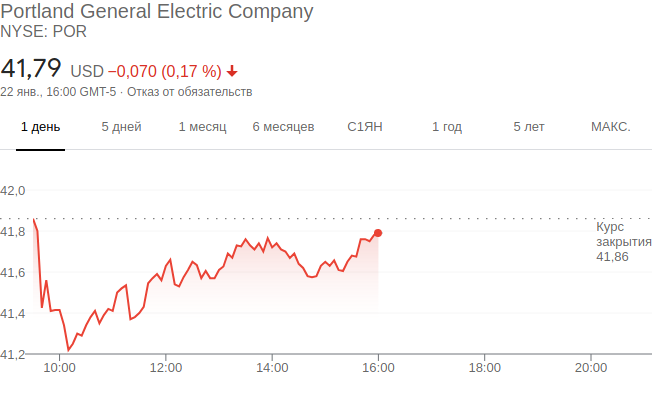 Portland General Electric Company
NYSE: POR
41,79 USD −0,070 (0,17 %)
22 янв., 16:00 GMT-5 · Отказ от обязательств
1 день 5 дней 1 месяц 6 месяцев С1ЯН 1 год 5 лет МАКС.
42,0
41,8
41,6
41,4
41,2
Курс
закрытия
41,86
10:00 12:00 14:00 16:00 18:00 20:00